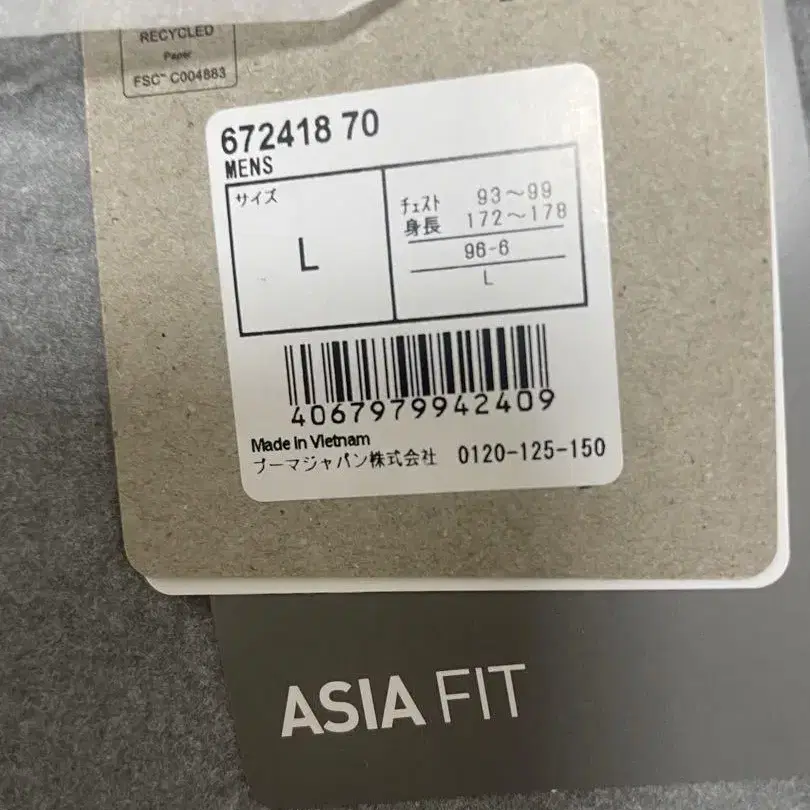 RECYCLED
Paper
FSC™ C004883
672418 70
MENS
サイズ
L
チェスト 93〜99
身長 172〜178
96-6
L
4067979942409
Made in Vietnam
プーマジャパン株式会社 0120-125-150
ASIA FIT